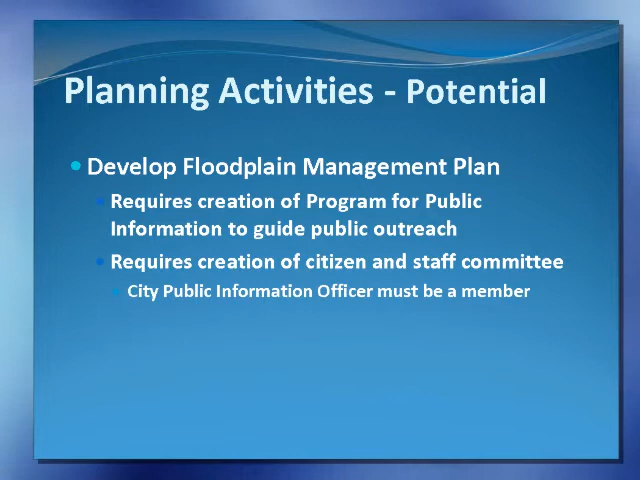 Planning Activities - Potential
Develop Floodplain Management Plan
Requires creation of Program for Public
Information to guide public outreach
Requires creation of citizen and staff committee
City Public Information Officer must be a member